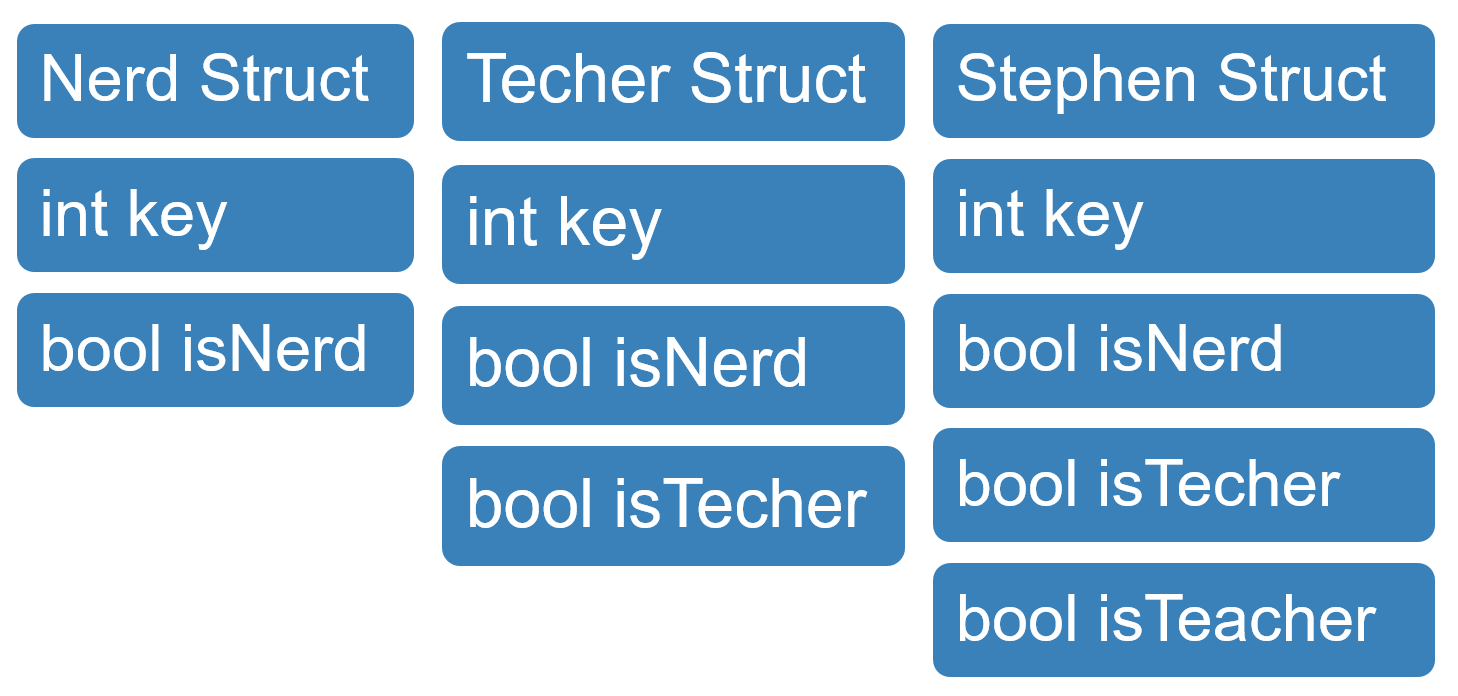 Nerd Struct
int key
bool isNerd
Techer Struct
int key
bool isNerd
bool isTecher
Stephen Struct
int key
bool isNerd
bool isTecher
bool isTeacher